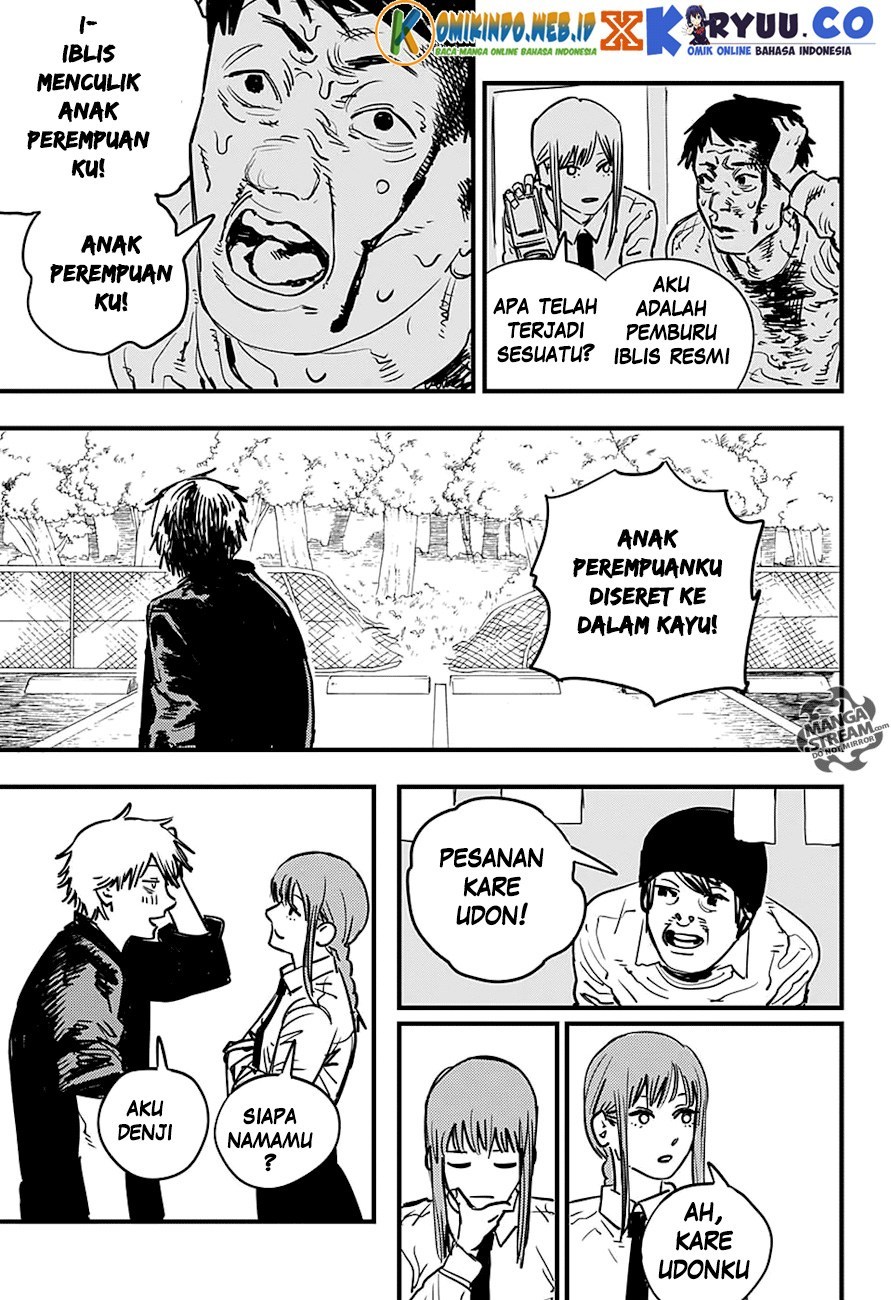 KOMIKINDO.WEB.ID
BACA MANGA ONLINE BAHASA INDONESIA
X
KIRYUU.CO
OMIK ONLINE BAHASA INDONESIA
AKU
ADALAH
PEMBURU
IBLIS RESMI
APA TELAH
TERJADI
SESUATU?
I-
IBLIS
MENCULIK
ANAK
PEREMPUAN
KU!
ANAK
PEREMPUAN
KU!
ANAK
PEREMPUANKU
DISERET KE
DALAM KAYU!
MANGA
STREAM.com
DO NOT MIRROR
PESANAN
KARE
UDON!
AH,
KARE
UDONKU
SIAPA
NAMAMU
?
AKU
DENJI